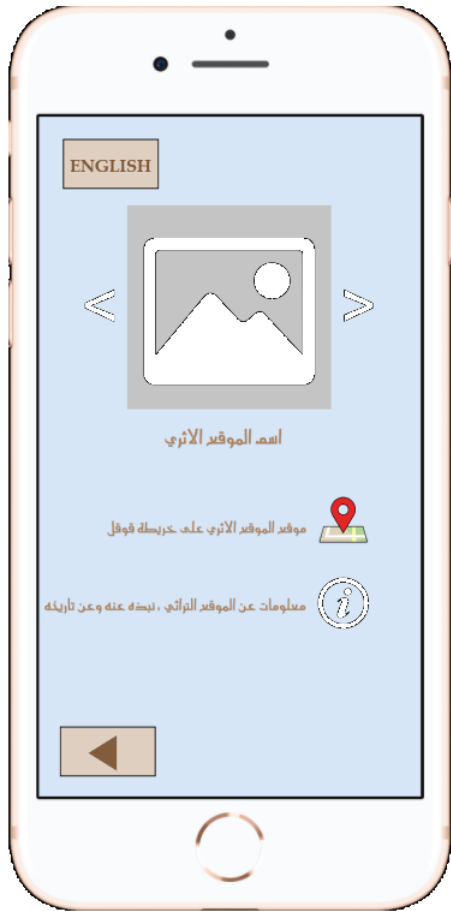 ENGLISH
< >
اسم الموقع الاثري
موقع الموقع الاثري على خريطة قوقل
معلومات عن الموقع التراثي ، نبذه عنه وعن تاريخه
i